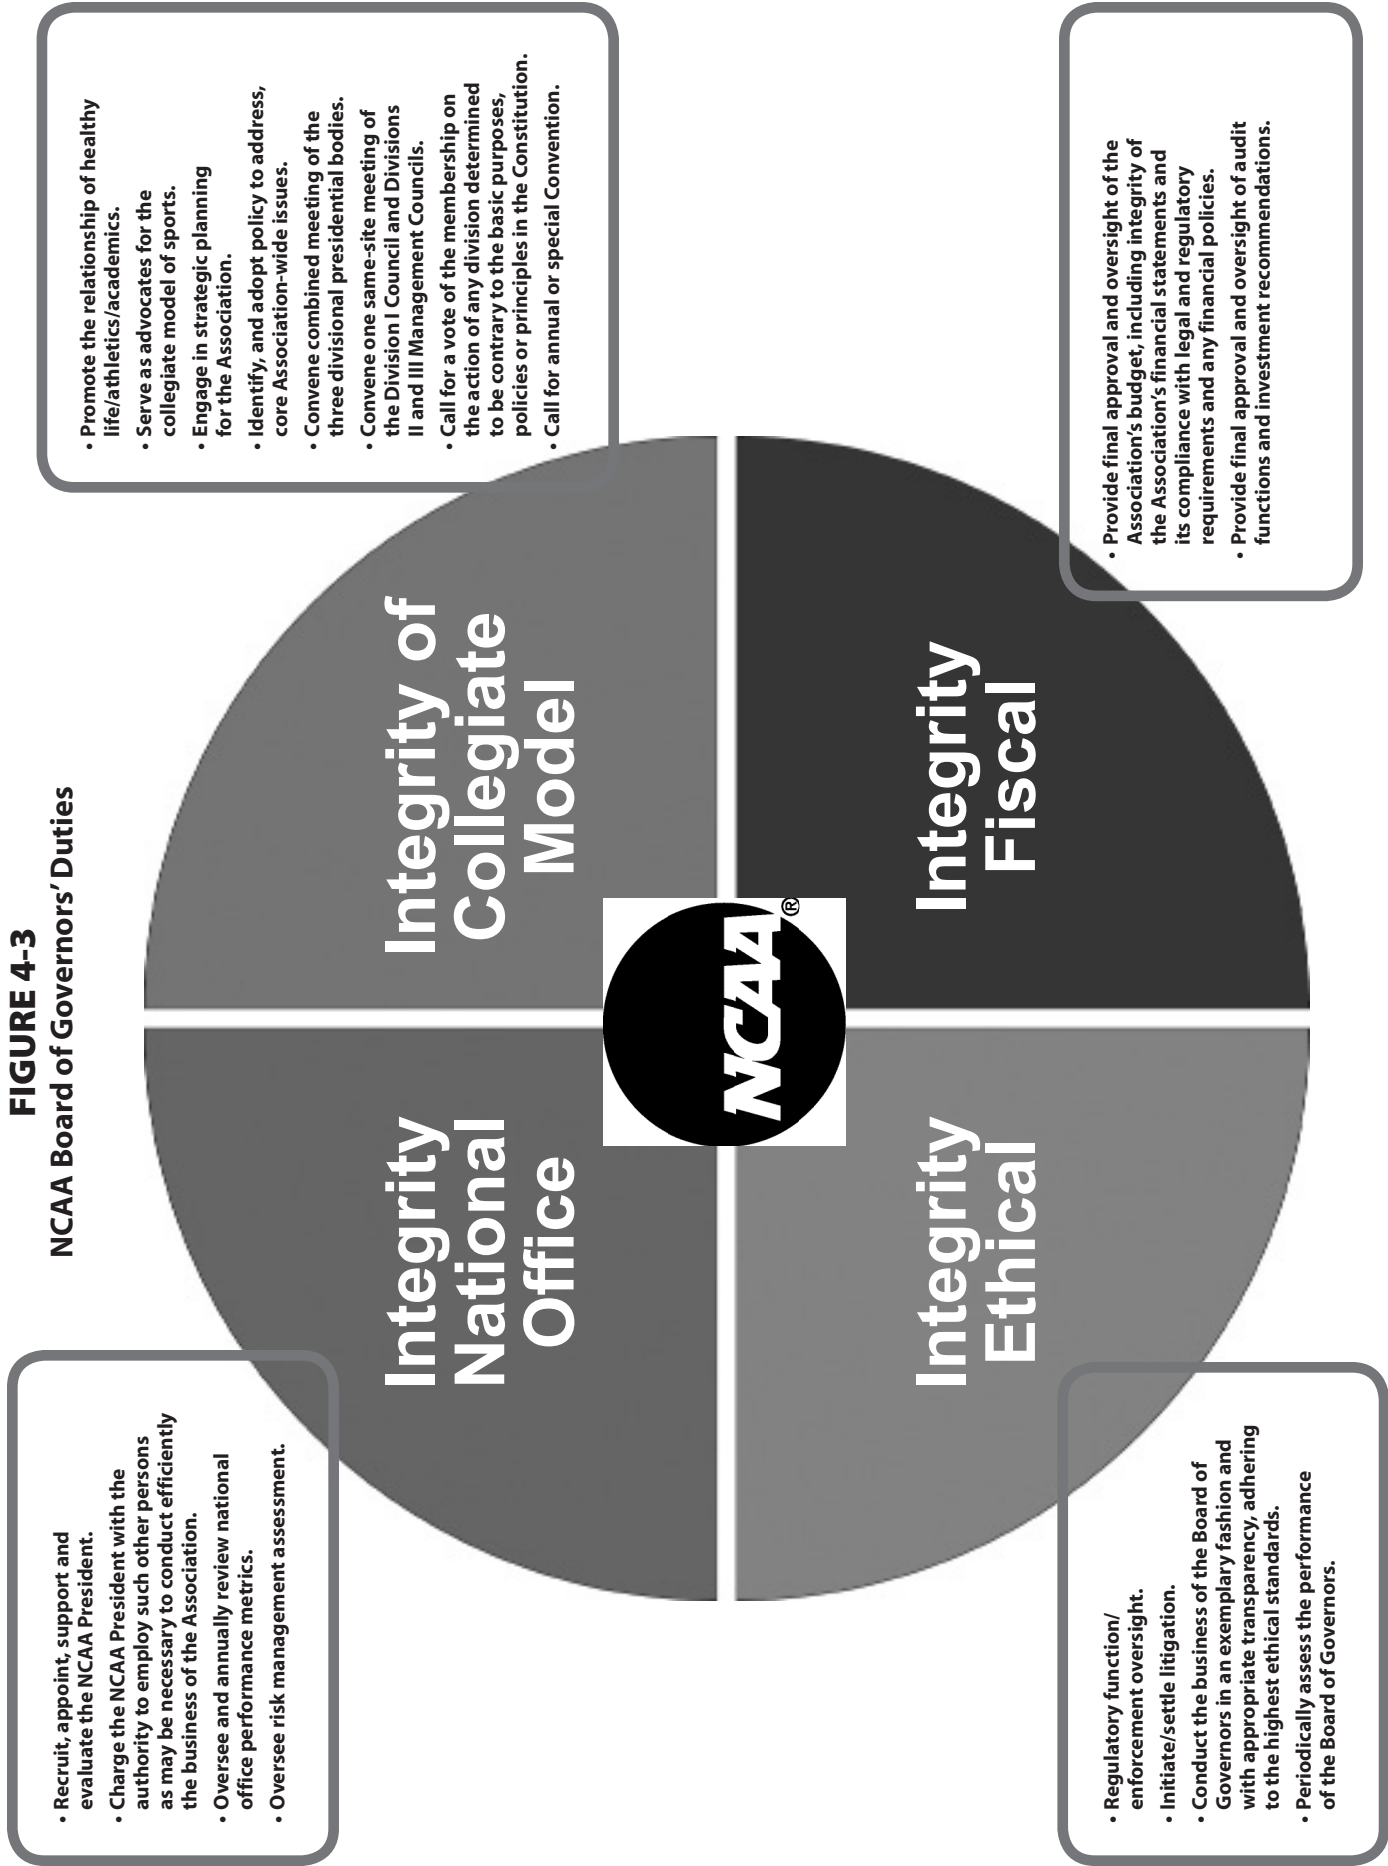 FIGURE 4-3
NCAA Board of Governors’ Duties
• Recruit, appoint, support and
evaluate the NCAA President.
• Charge the NCAA President with the
authority to employ such other persons
as may be necessary to conduct efficiently
the business of the Association.
• Oversee and annually review national
office performance metrics.
• Oversee risk management assessment.
• Promote the relationship of healthy
life/athletics/academics.
• Serve as advocates for the
collegiate model of sports.
• Engage in strategic planning
for the Association.
• Identify, and adopt policy to address,
core Association-wide issues.
• Convene combined meeting of the
three divisional presidential bodies.
• Convene one same-site meeting of
the Division I Council and Divisions
II and III Management Councils.
• Call for a vote of the membership on
the action of any division determined
to be contrary to the basic purposes,
policies or principles in the Constitution.
• Call for annual or special Convention.
Integrity
National
Office
Integrity of
Collegiate
Model
NCAA®
Integrity
Ethical
Integrity
Fiscal
• Regulatory function/
enforcement oversight.
• Initiate/settle litigation.
• Conduct the business of the Board of
Governors in an exemplary fashion and
with appropriate transparency, adhering
to the highest ethical standards.
• Periodically assess the performance
of the Board of Governors.
• Provide final approval and oversight of the
Association’s budget, including integrity of
the Association’s financial statements and
its compliance with legal and regulatory
requirements and any financial policies.
• Provide final approval and oversight of audit
functions and investment recommendations.